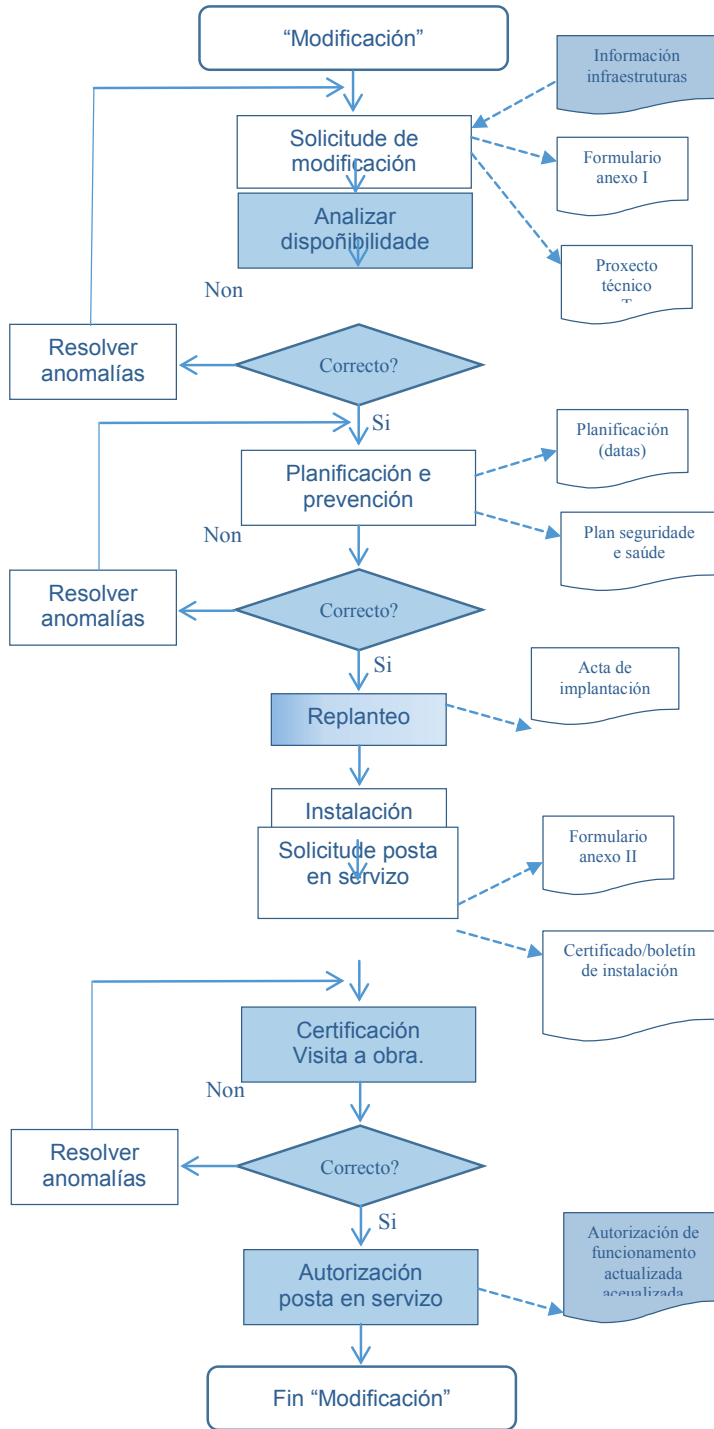 “Modificación”
Información
infraestruturas
Solicitude de
modificación
Formulario
anexo I
Analizar
dispoñibilidade
Proxecto
técnico
Non
Resolver
anomalías
Correcto?
Si
Planificación
(datas)
Planificación e
prevención
Non
Plan seguridade
e saúde
Resolver
anomalías
Correcto?
Si
Acta de
implantación
Replanteo
Instalación
Solicitude posta
en servizo
Formulario
anexo II
Certificado/boletín
de instalación
Certificación
Visita a obra.
Non
Resolver
anomalías
Correcto?
Si
Autorización de
funcionamento
actualizada
Autorización
posta en servizo
Fin “Modificación”